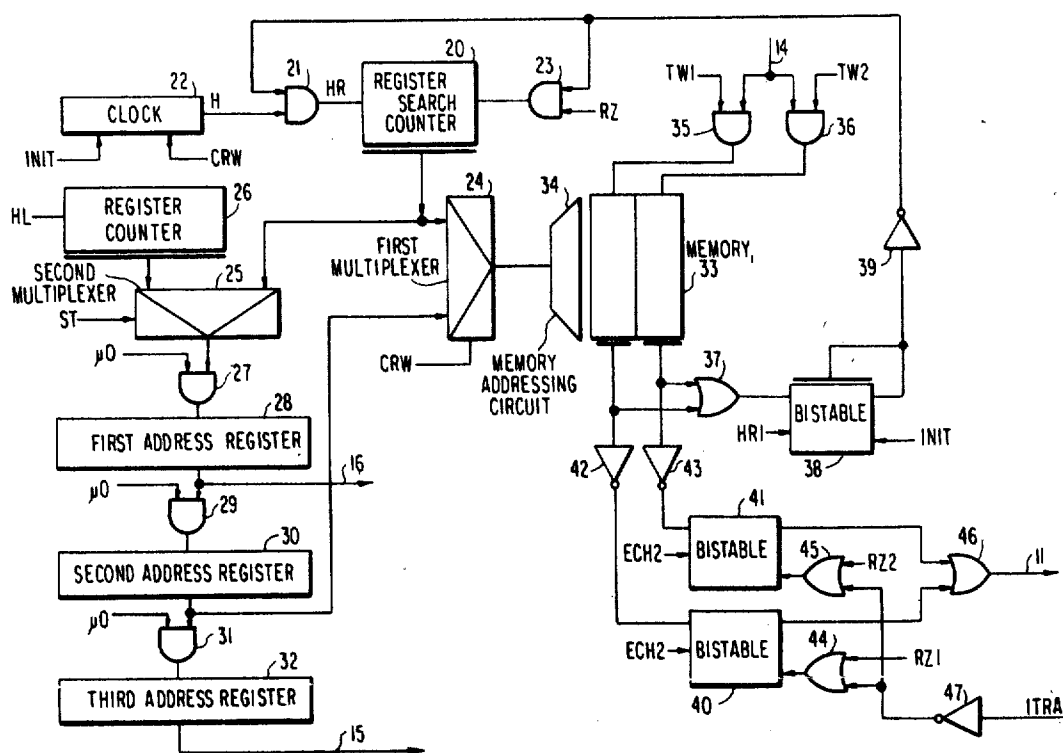 20
14
21
23
22
HR
REGISTER
SEARCH
COUNTER
TW1
TW2
CLOCK
H
RZ
35
36
INIT
CRW
24
34
26
HL
REGISTER
COUNTER
FIRST
MULTIPLEXER
MEMORY,
33
39
SECOND
MULTIPLEXER
25
ST
CRW
MEMORY
ADDRESSING
CIRCUIT
37
μ0
27
BISTABLE
28
HR1
INIT
FIRST ADDRESS REGISTER
42
43
38
16
μ0
29
41
30
46
ECH2
BISTABLE
45
RZ2
11
SECOND ADDRESS REGISTER
μ0
31
ECH2
BISTABLE
44
RZ1
32
40
47
THIRD ADDRESS REGISTER
ITRA
15